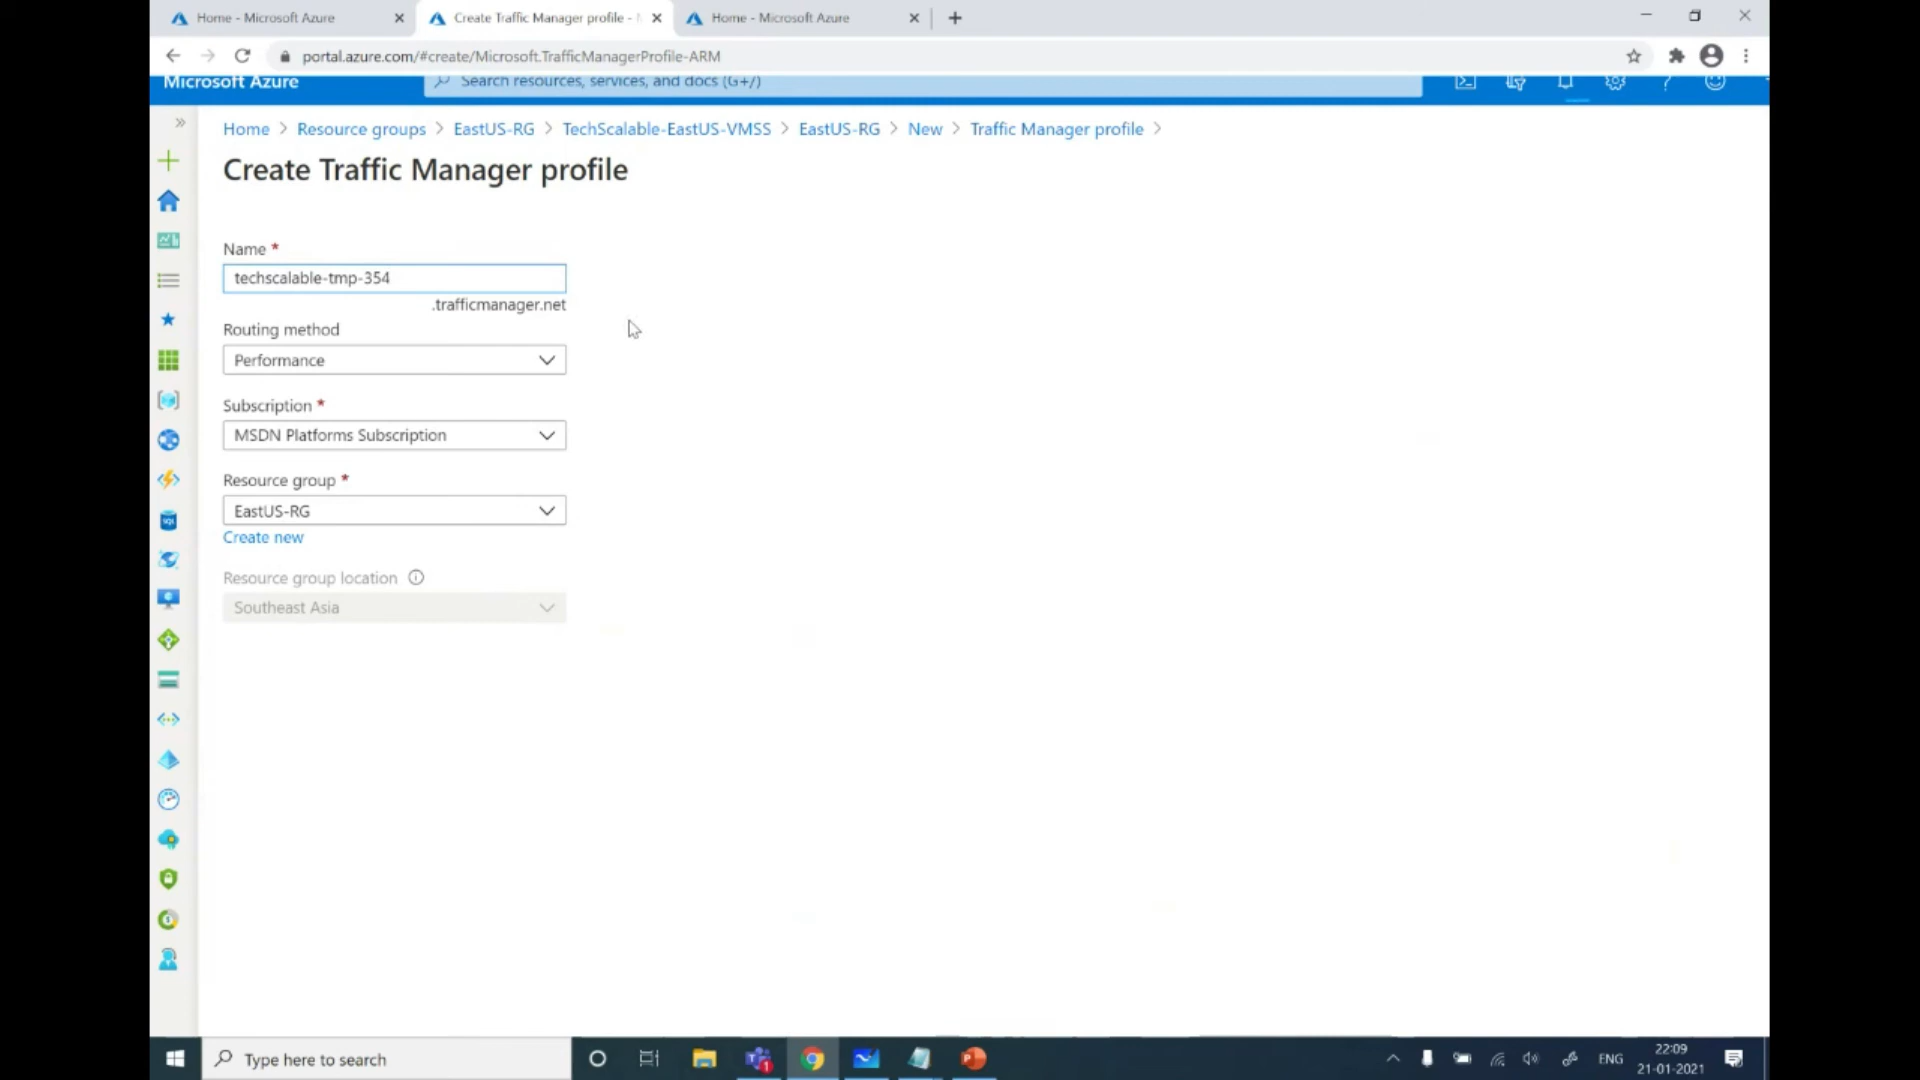 Home - Microsoft Azure
Create Traffic Manager profile -
Home - Microsoft Azure
portal.azure.com/#create/Microsoft.TrafficManagerProfile-ARM
Microsoft Azure
Search resources, services, and docs (G+/)
Home > Resource groups > EastUS-RG > TechScalable-EastUS-VMSS > EastUS-RG > New > Traffic Manager profile >
Create Traffic Manager profile
Name *
techscalable-tmp-354
.trafficmanager.net
Routing method
Performance
Subscription *
MSDN Platforms Subscription
Resource group *
EastUS-RG
Create new
Resource group location
Southeast Asia
SQL
Type here to search
1
ENG
22:09
21-01-2021